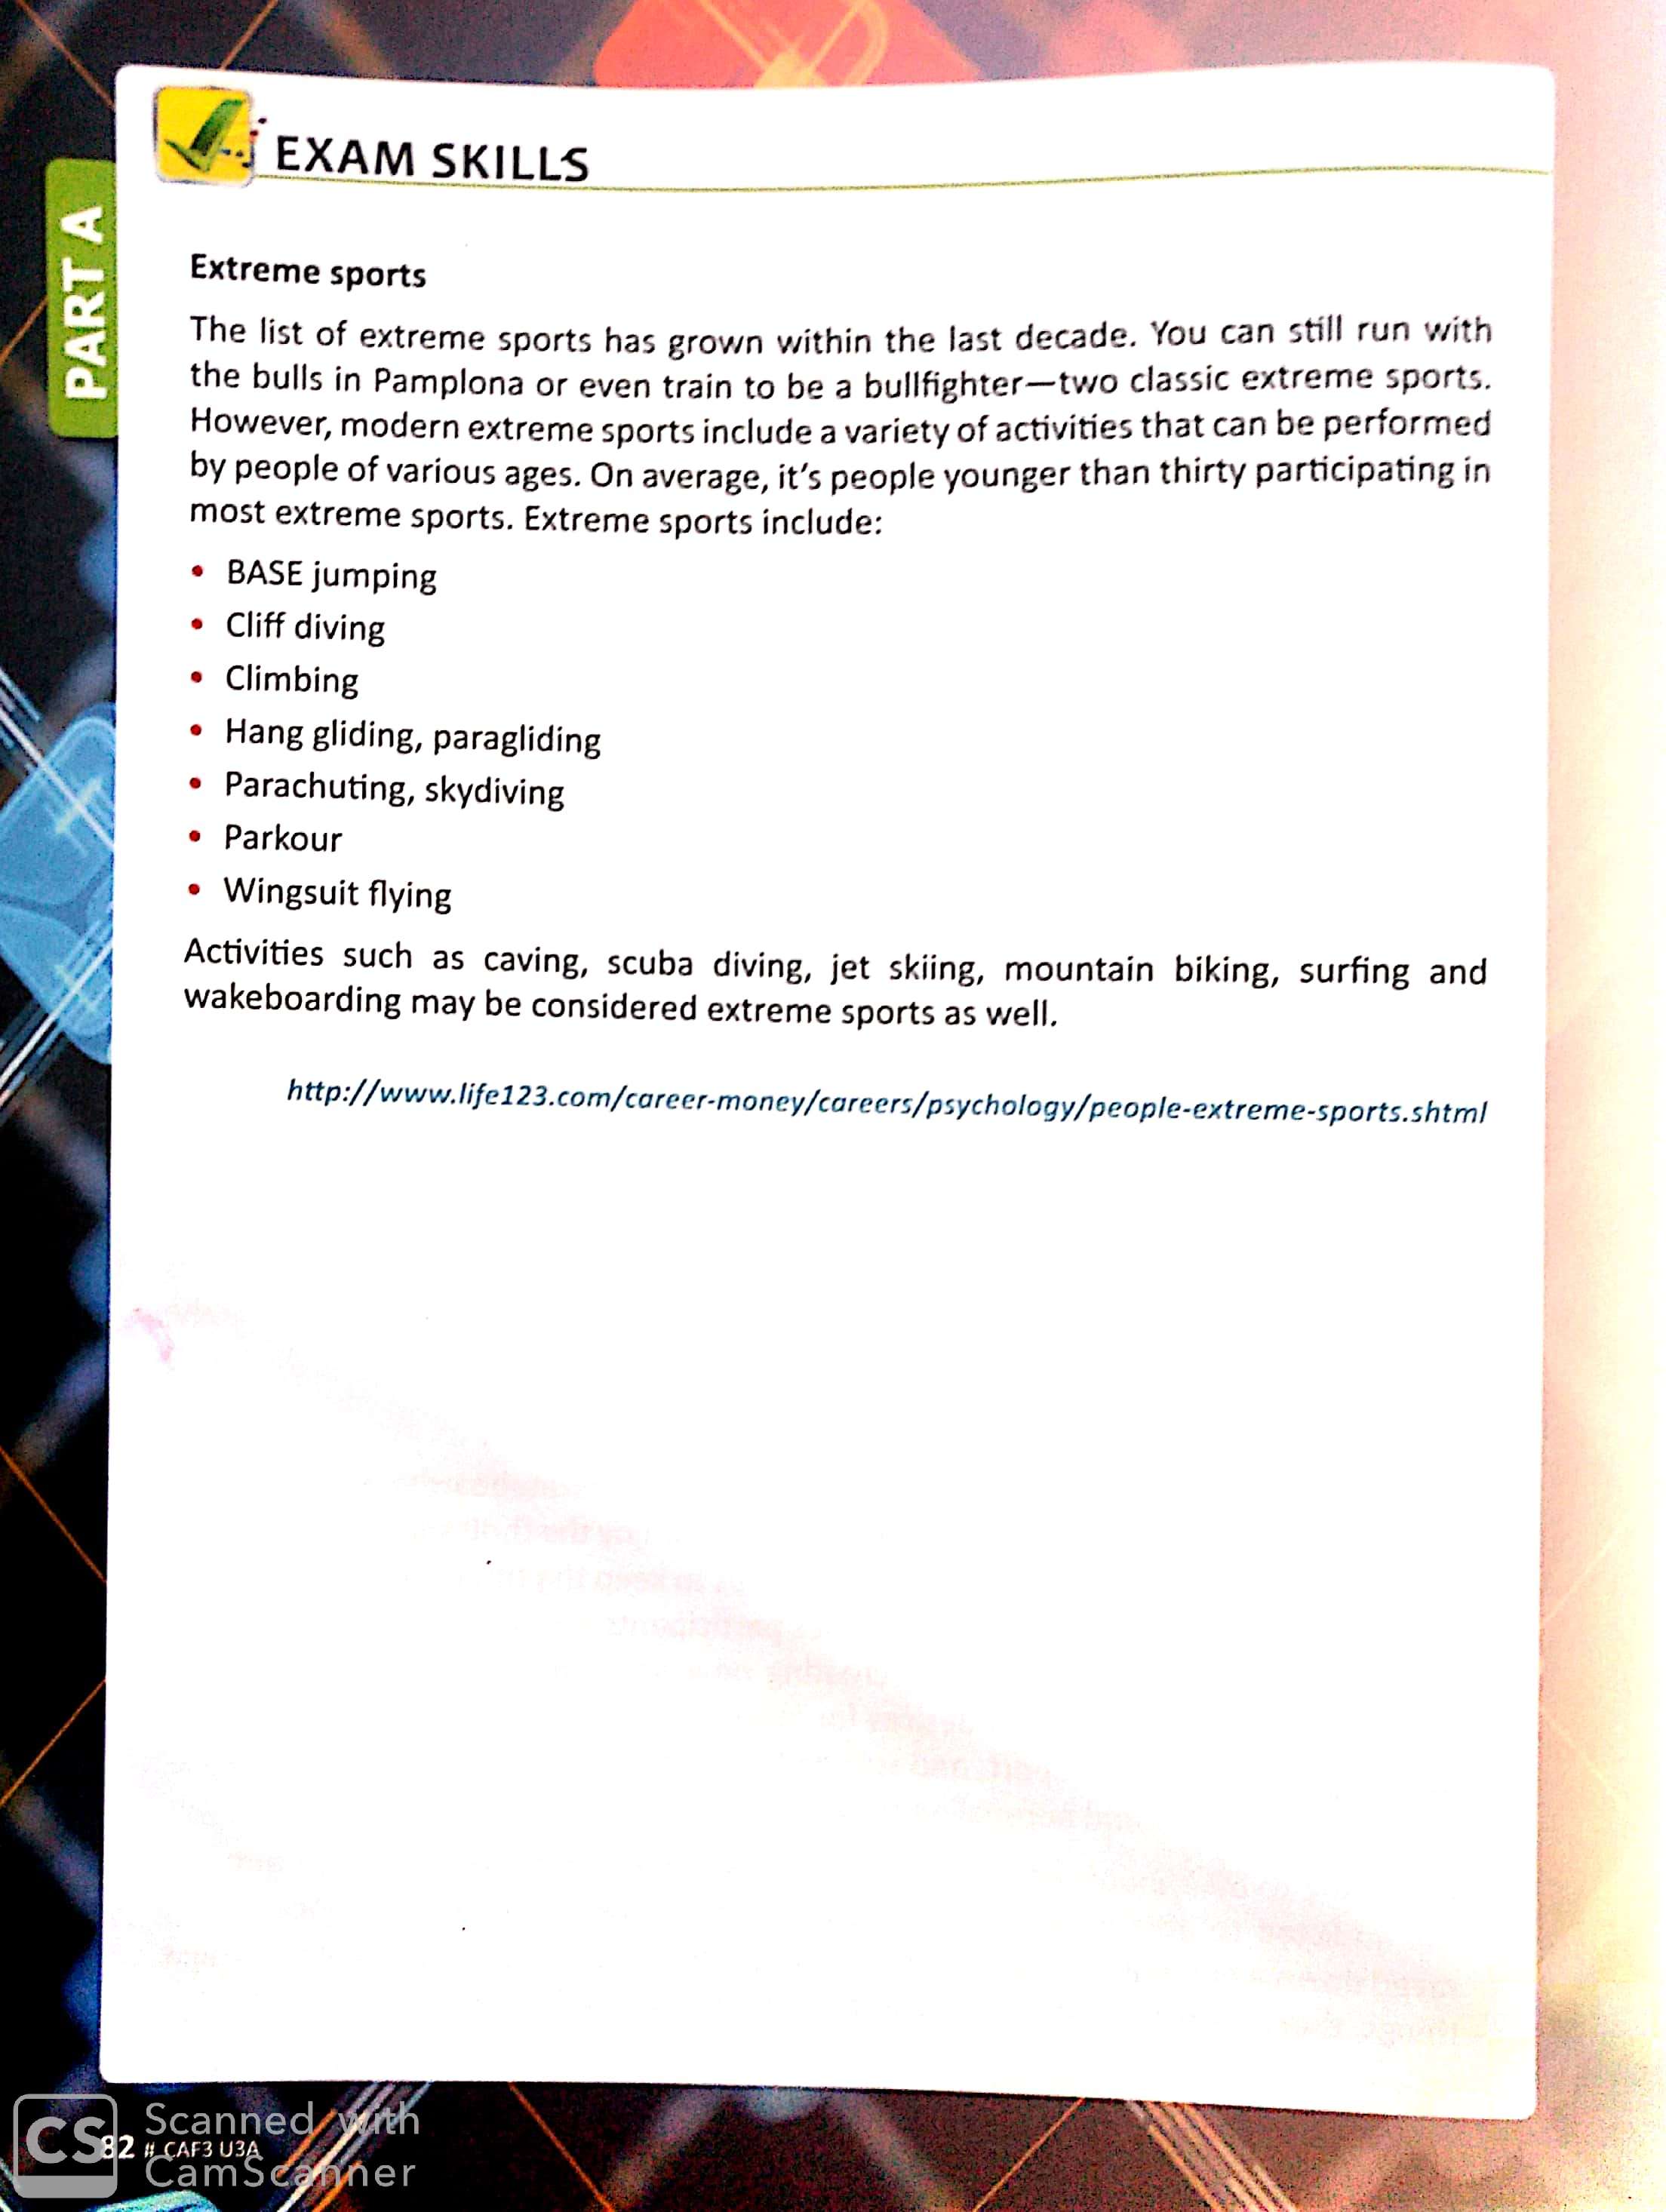 EXAM SKILLS
PART A
Extreme sports
The list of extreme sports has grown within the last decade. You can still run with
the bulls in Pamplona or even train to be a bullfighter—two classic extreme sports.
However, modern extreme sports include a variety of activities that can be performed
by people of various ages. On average, it's people younger than thirty participating in
most extreme sports. Extreme sports include:
• BASE jumping
• Cliff diving
• Climbing
• Hang gliding, paragliding
• Parachuting, skydiving
• Parkour
• Wingsuit flying
Activities such as caving, scuba diving, jet skiing, mountain biking, surfing and
wakeboarding may be considered extreme sports as well.
http://www.life123.com/career-money/careers/psychology/people-extreme-sports.shtml
82 # CAF3 U3A
CS
Scanned with
CamScanner